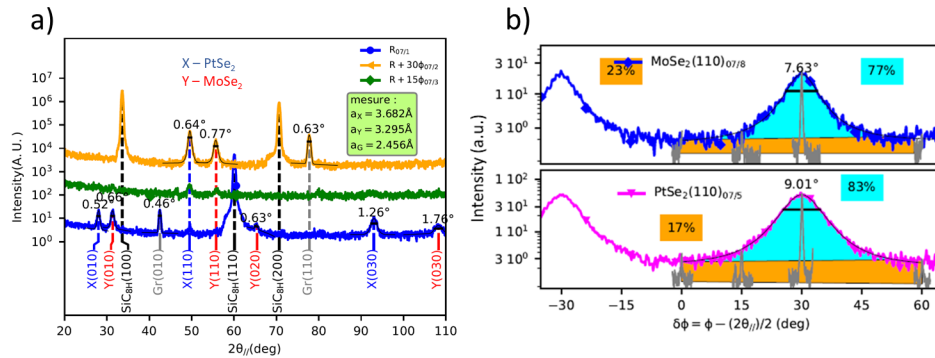 a)
Intensity(A. U.)
10⁷
10⁶
10⁵
10⁴
10³
10²
10¹
10⁰
X – PtSe₂
Y – MoSe₂
R₀₇/₁
R + 30ϕ₀₇/₂
R + 15ϕ₀₇/₃
mesure :
aX = 3.682Å
aY = 3.295Å
aG = 2.456Å
0.64°
0.77°
0.63°
0.52°
0.66°
0.46°
0.63°
1.26°
1.76°
X(010)
Y(010)
SiC₈H(100)
Gr(010)
X(110)
Y(110)
SiC₈H(110)
Y(020)
SiC₈H(200)
Gr(110)
X(030)
Y(030)
20 30 40 50 60 70 80 90 100 110
2θ//(deg)
b)
Intensity (a.u.)
3 10¹
1 10¹
3 10⁰
23%
MoSe₂(110)₀₇/₈
7.63°
77%
1 10²
3 10¹
1 10¹
3 10⁰
9.01°
83%
PtSe₂(110)₀₇/₅
17%
−30 −15 0 15 30 45 60
δϕ = ϕ − (2θ//)/2 (deg)